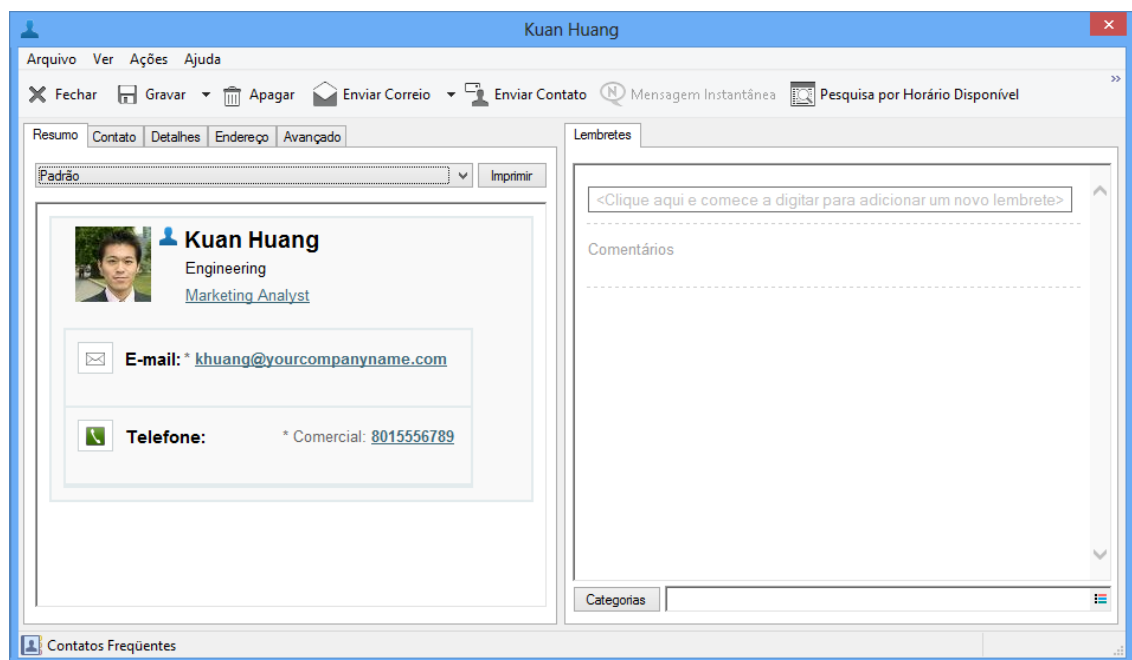 Kuan Huang
Arquivo Ver Ações Ajuda
Fechar Gravar Apagar Enviar Correio Enviar Contato Mensagem Instantânea Pesquisa por Horário Disponível
Resumo Contato Detalhes Endereço Avançado
Padrão Imprimir
Kuan Huang
Engineering
Marketing Analyst
E-mail: * khuang@yourcompanyname.com
Telefone: * Comercial: 8015556789
Lembretes
<Clique aqui e comece a digitar para adicionar um novo lembrete>
Comentários
Categorias
Contatos Freqüentes